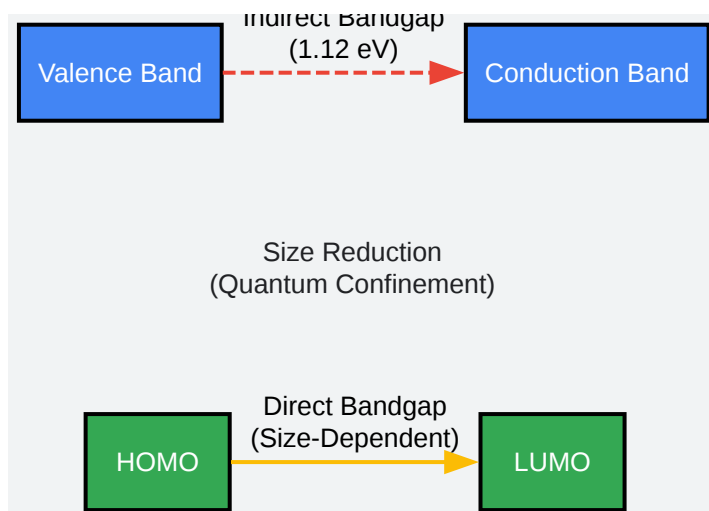 Indirect Bandgap
(1.12 eV)
Valence Band
Conduction Band
Size Reduction
(Quantum Confinement)
Direct Bandgap
(Size-Dependent)
HOMO
LUMO